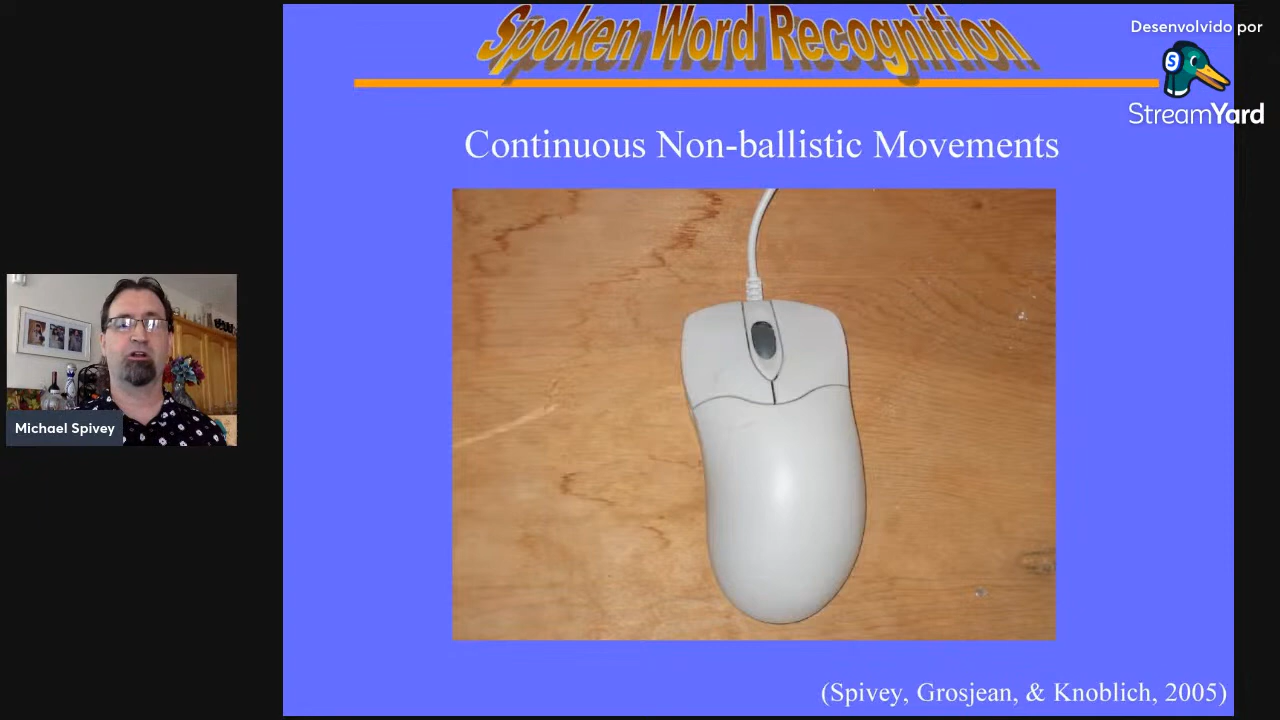 Spoken Word Recognition
Desenvolvido por
S
StreamYard
Continuous Non-ballistic Movements
Michael Spivey
(Spivey, Grosjean, & Knoblich, 2005)